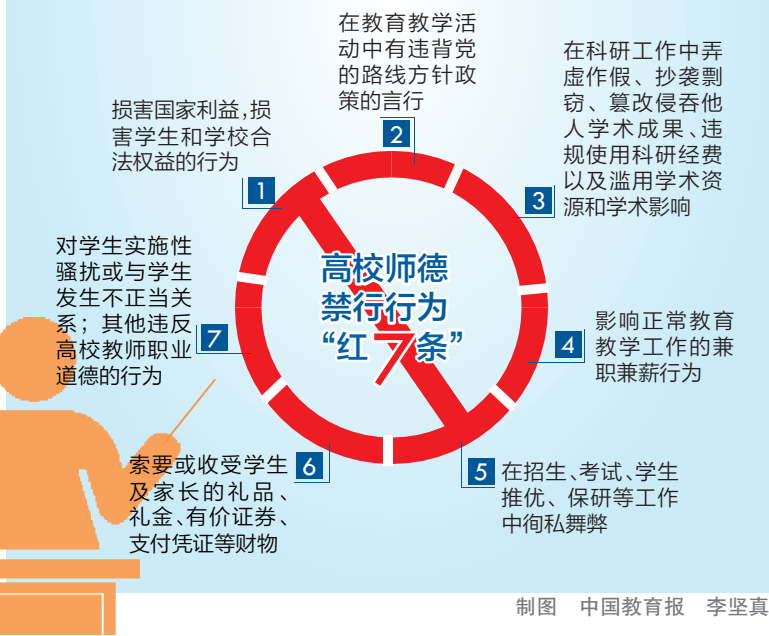 高校师德
禁行行为
“红7条”
1
损害国家利益,损
害学生和学校合
法权益的行为
2
在教育教学活
动中有违背党
的路线方针政
策的言行
3
在科研工作中弄
虚作假、抄袭剽
窃、篡改侵吞他
人学术成果、违
规使用科研经费
以及滥用学术资
源和学术影响
4
影响正常教育
教学工作的兼
职兼薪行为
5
在招生、考试、学生
推优、保研等工作
中徇私舞弊
6
索要或收受学生
及家长的礼品、
礼金、有价证券、
支付凭证等财物
7
对学生实施性
骚扰或与学生
发生不正当关
系；其他违反
高校教师职业
道德的行为
制图 中国教育报 李坚真